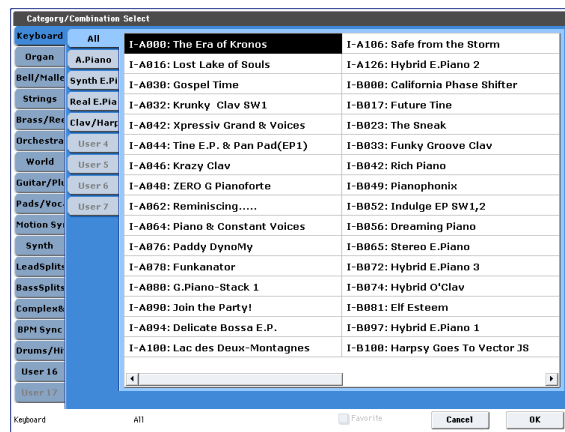 Category/Combination Select
Keyboard
Organ
Bell/Malle
Strings
Brass/Ree
Orchestra
World
Guitar/Plu
Pads/Voc
Motion Syn
Synth
LeadSplits
BassSplits
Complex&
BPM Sync
Drums/Hi
User 16
User 17
All
A.Piano
Synth E.Pi
Real E.Pia
Clav/Harp
User 4
User 5
User 6
User 7
I-A000: The Era of Kronos
I-A016: Lost Lake of Souls
I-A030: Gospel Time
I-A032: Krunky Clav SW1
I-A042: Xpressiv Grand & Voices
I-A044: Tine E.P. & Pan Pad(EP1)
I-A046: Krazy Clav
I-A048: ZERO G Pianoforte
I-A062: Reminiscing.....
I-A064: Piano & Constant Voices
I-A076: Paddy DynoMy
I-A078: Funkanator
I-A080: G.Piano-Stack 1
I-A090: Join the Party!
I-A094: Delicate Bossa E.P.
I-A100: Lac des Deux-Montagnes
I-A106: Safe from the Storm
I-A126: Hybrid E.Piano 2
I-B000: California Phase Shifter
I-B017: Future Tine
I-B023: The Sneak
I-B033: Funky Groove Clav
I-B042: Rich Piano
I-B049: Pianophonix
I-B052: Indulge EP SW1,2
I-B056: Dreaming Piano
I-B065: Stereo E.Piano
I-B072: Hybrid E.Piano 3
I-B074: Hybrid O'Clav
I-B081: Elf Esteem
I-B097: Hybrid E.Piano 1
I-B100: Harpsy Goes To Vector JS
Keyboard
All
Favorite
Cancel
OK